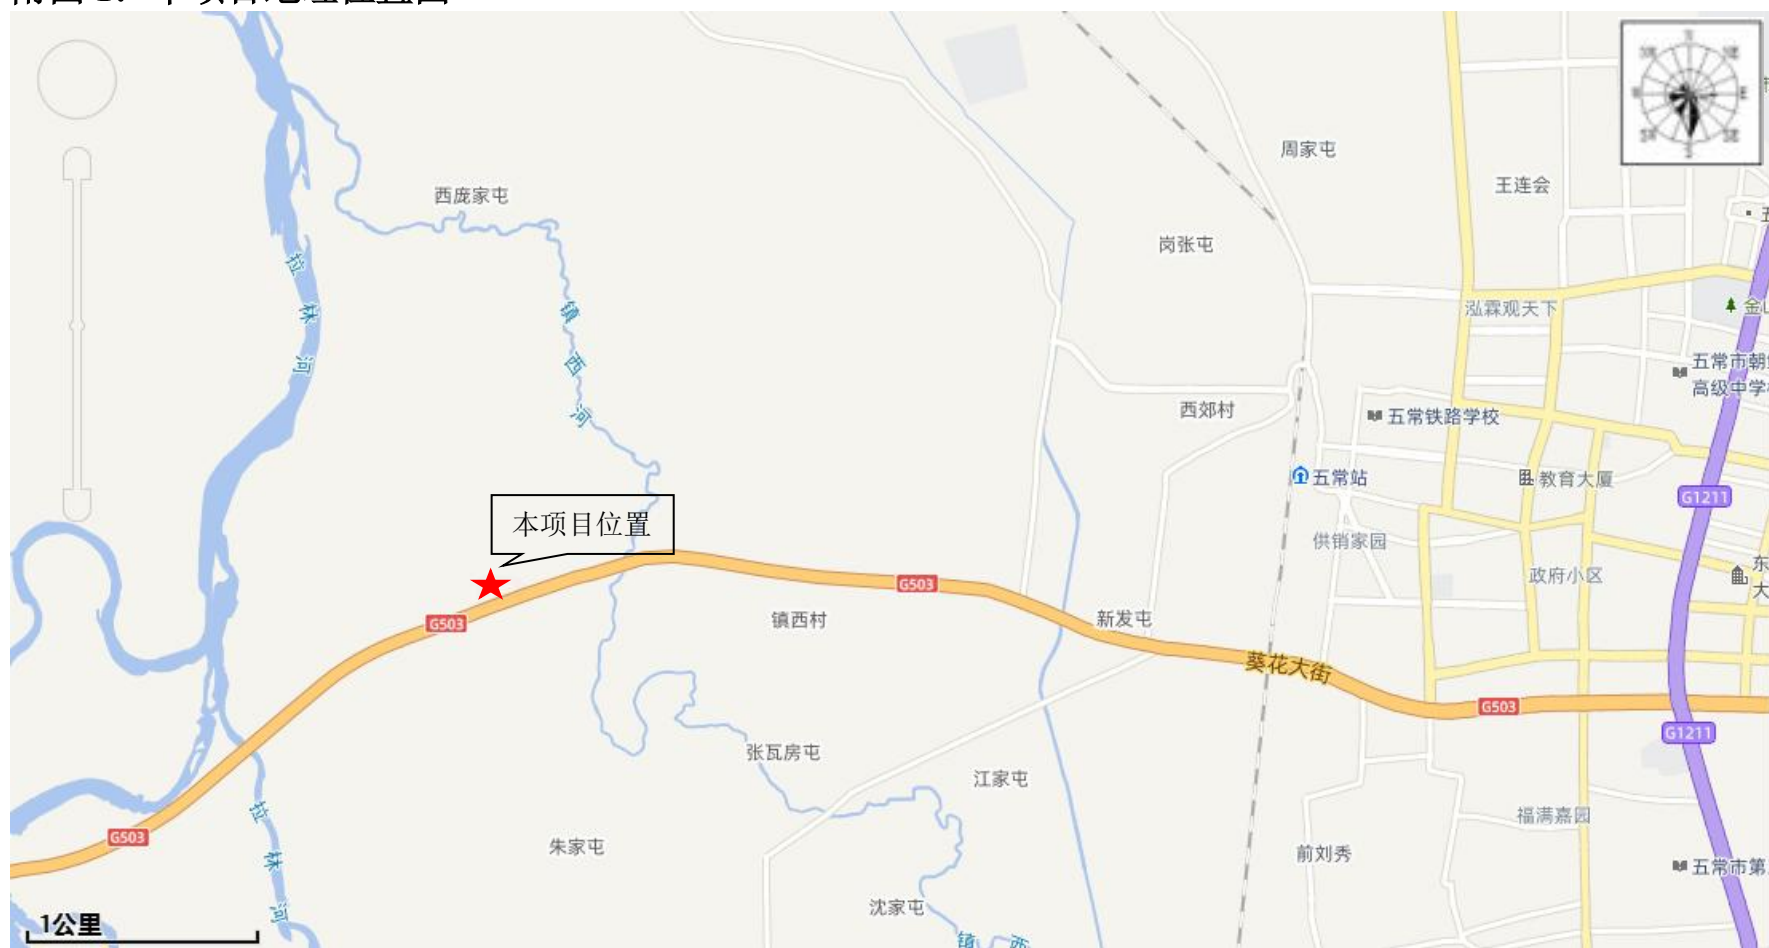 周家屯
王连会
西庞家屯
岗张屯
拉林河
镇西河
泓霖观天下
五常市朝
高级中学
西郊村
五常铁路学校
五常站
教育大厦
G1211
本项目位置
供销家园
政府小区
东
大
G503
G503
镇西村
新发屯
葵花大街
G503
G1211
张瓦房屯
江家屯
拉林河
福满嘉园
G503
朱家屯
前刘秀
五常市第
沈家屯
1公里
镇西